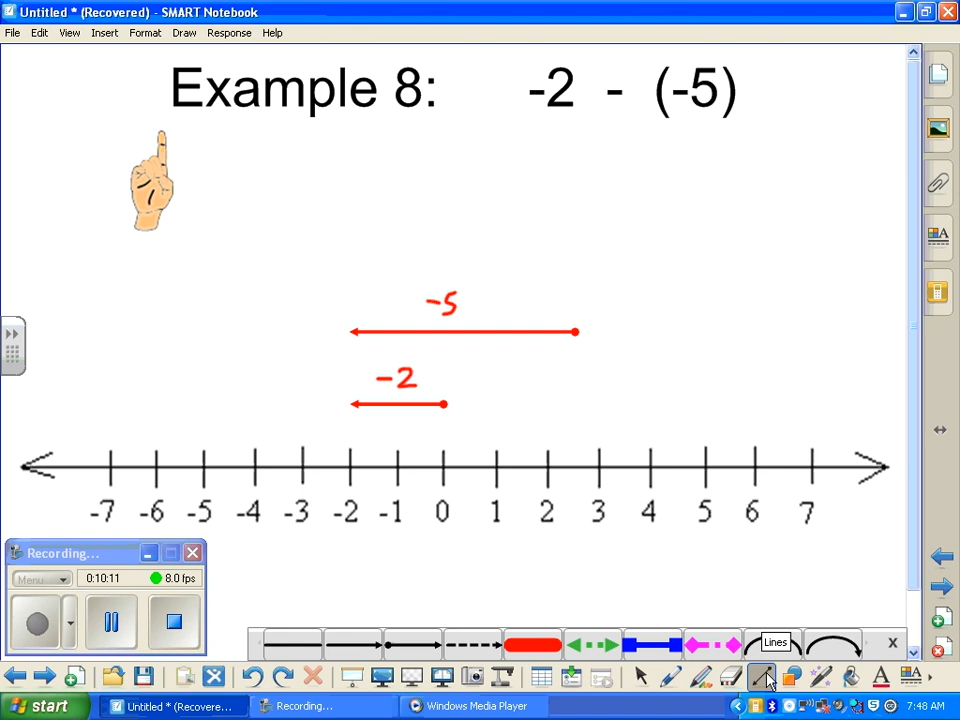 Untitled * (Recovered) - SMART Notebook
File Edit View Insert Format Draw Response Help
Example 8: -2 - (-5)
-5
-2
-7 -6 -5 -4 -3 -2 -1 0 1 2 3 4 5 6 7
Recording...
Menu 0:10:11 8.0 fps
Lines
start Untitled * (Recovere... Recording... Windows Media Player 7:48 AM